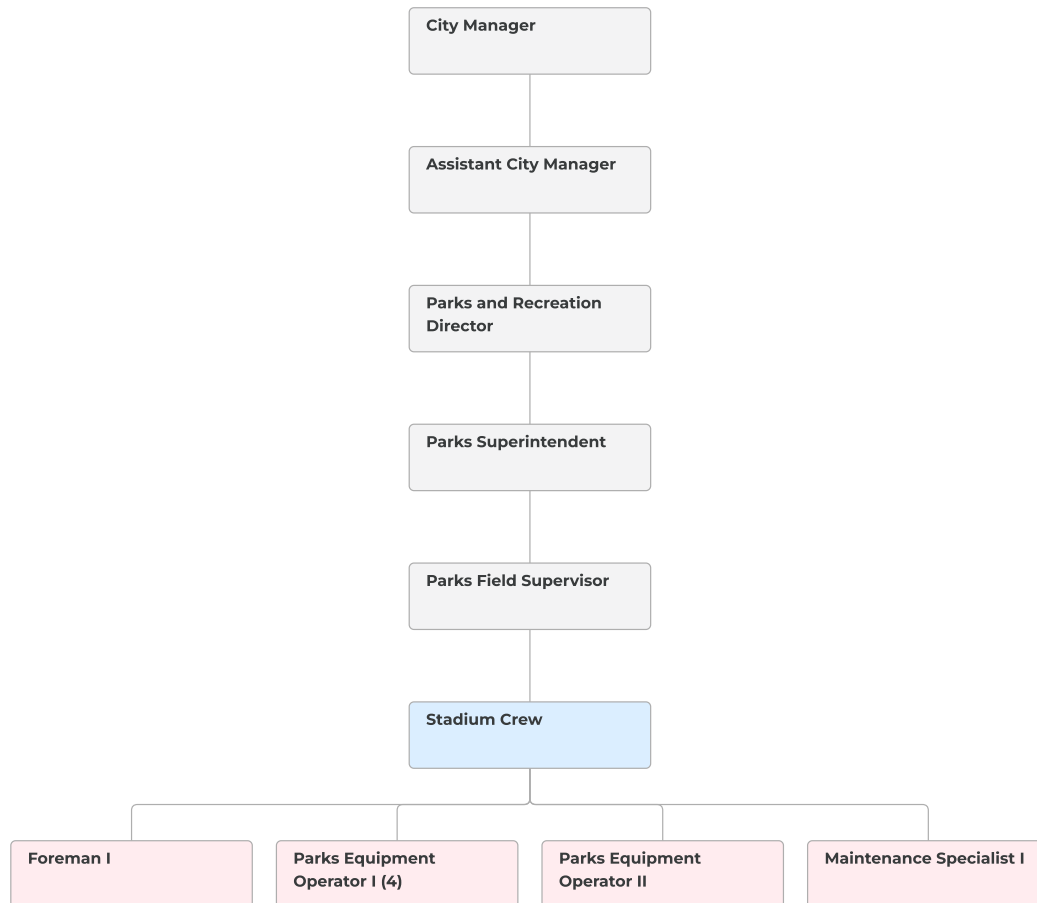 City Manager
Assistant City Manager
Parks and Recreation
Director
Parks Superintendent
Parks Field Supervisor
Stadium Crew
Foreman I
Parks Equipment
Operator I (4)
Parks Equipment
Operator II
Maintenance Specialist I